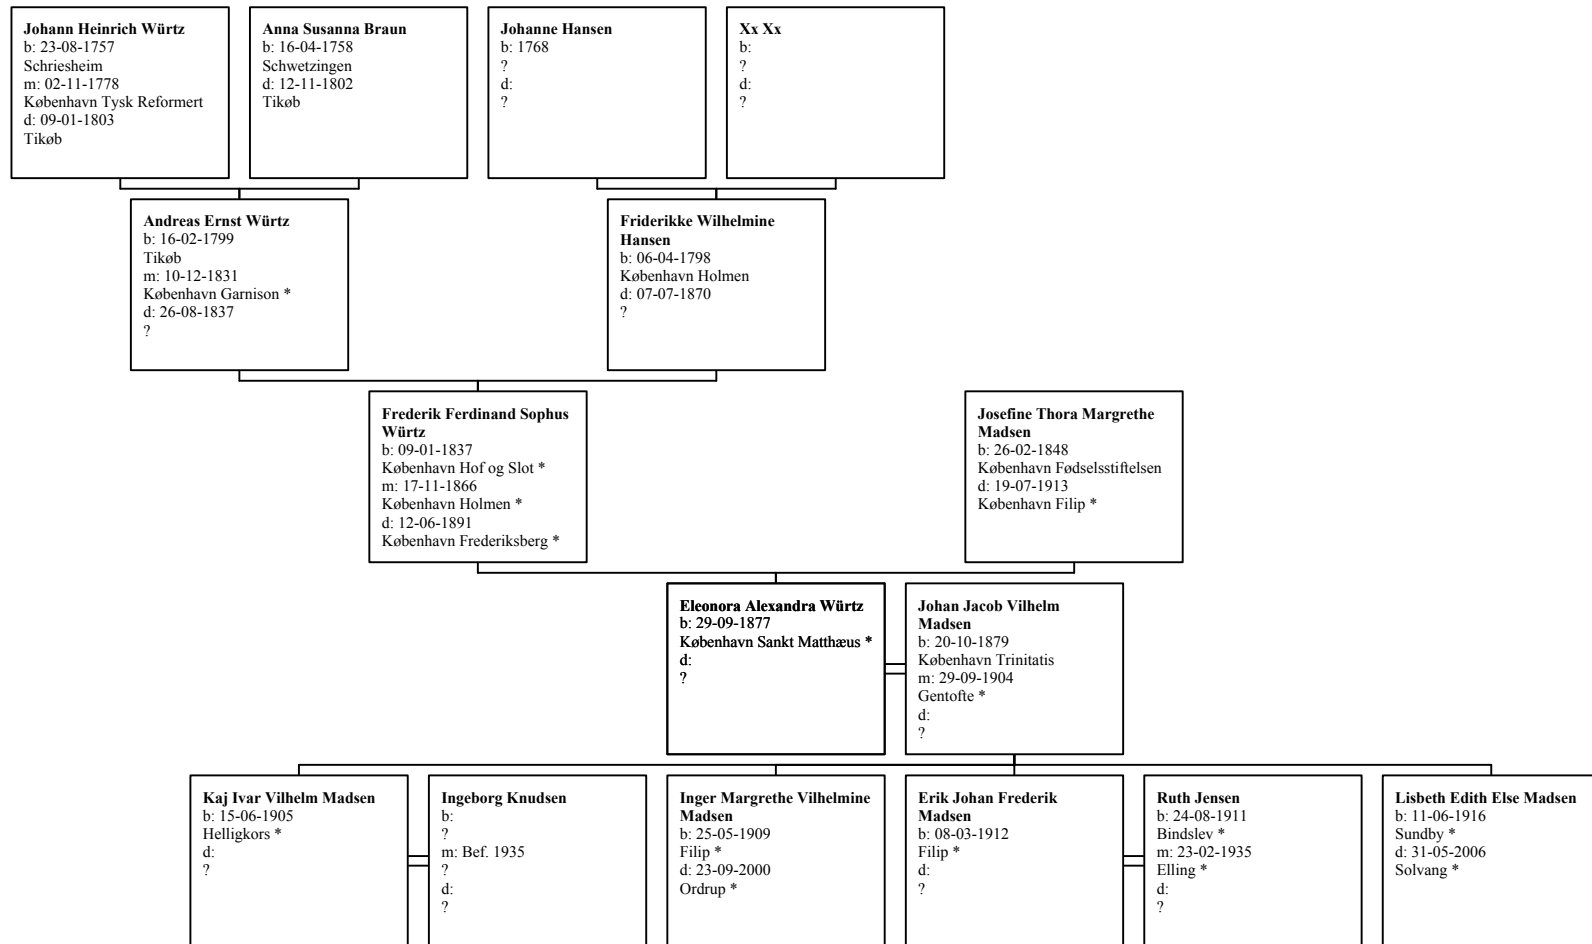 Johann Heinrich Würtz
b: 23-08-1757
Schriesheim
m: 02-11-1778
København Tysk Reformert
d: 09-01-1803
Tikøb
Anna Susanna Braun
b: 16-04-1758
Schwetzingen
d: 12-11-1802
Tikøb
Johanne Hansen
b: 1768
?
d:
?
Xx Xx
b:
?
d:
?
Andreas Ernst Würtz
b: 16-02-1799
Tikøb
m: 10-12-1831
København Garnison *
d: 26-08-1837
?
Friderikke Wilhelmine
Hansen
b: 06-04-1798
København Holmen
d: 07-07-1870
?
Frederik Ferdinand Sophus
Würtz
b: 09-01-1837
København Hof og Slot *
m: 17-11-1866
København Holmen *
d: 12-06-1891
København Frederiksberg *
Josefine Thora Margrethe
Madsen
b: 26-02-1848
København Fødselsstiftelsen
d: 19-07-1913
København Filip *
Eleonora Alexandra Würtz
b: 29-09-1877
København Sankt Matthæus *
d:
?
Johan Jacob Vilhelm
Madsen
b: 20-10-1879
København Trinitatis
m: 29-09-1904
Gentofte *
d:
?
Kaj Ivar Vilhelm Madsen
b: 15-06-1905
Helligkors *
d:
?
Ingeborg Knudsen
b:
?
m: Bef. 1935
?
d:
?
Inger Margrethe Vilhelmine
Madsen
b: 25-05-1909
Filip *
d: 23-09-2000
Ordrup *
Erik Johan Frederik
Madsen
b: 08-03-1912
Filip *
d:
?
Ruth Jensen
b: 24-08-1911
Bindslev *
m: 23-02-1935
Elling *
d:
?
Lisbeth Edith Else Madsen
b: 11-06-1916
Sundby *
d: 31-05-2006
Solvang *